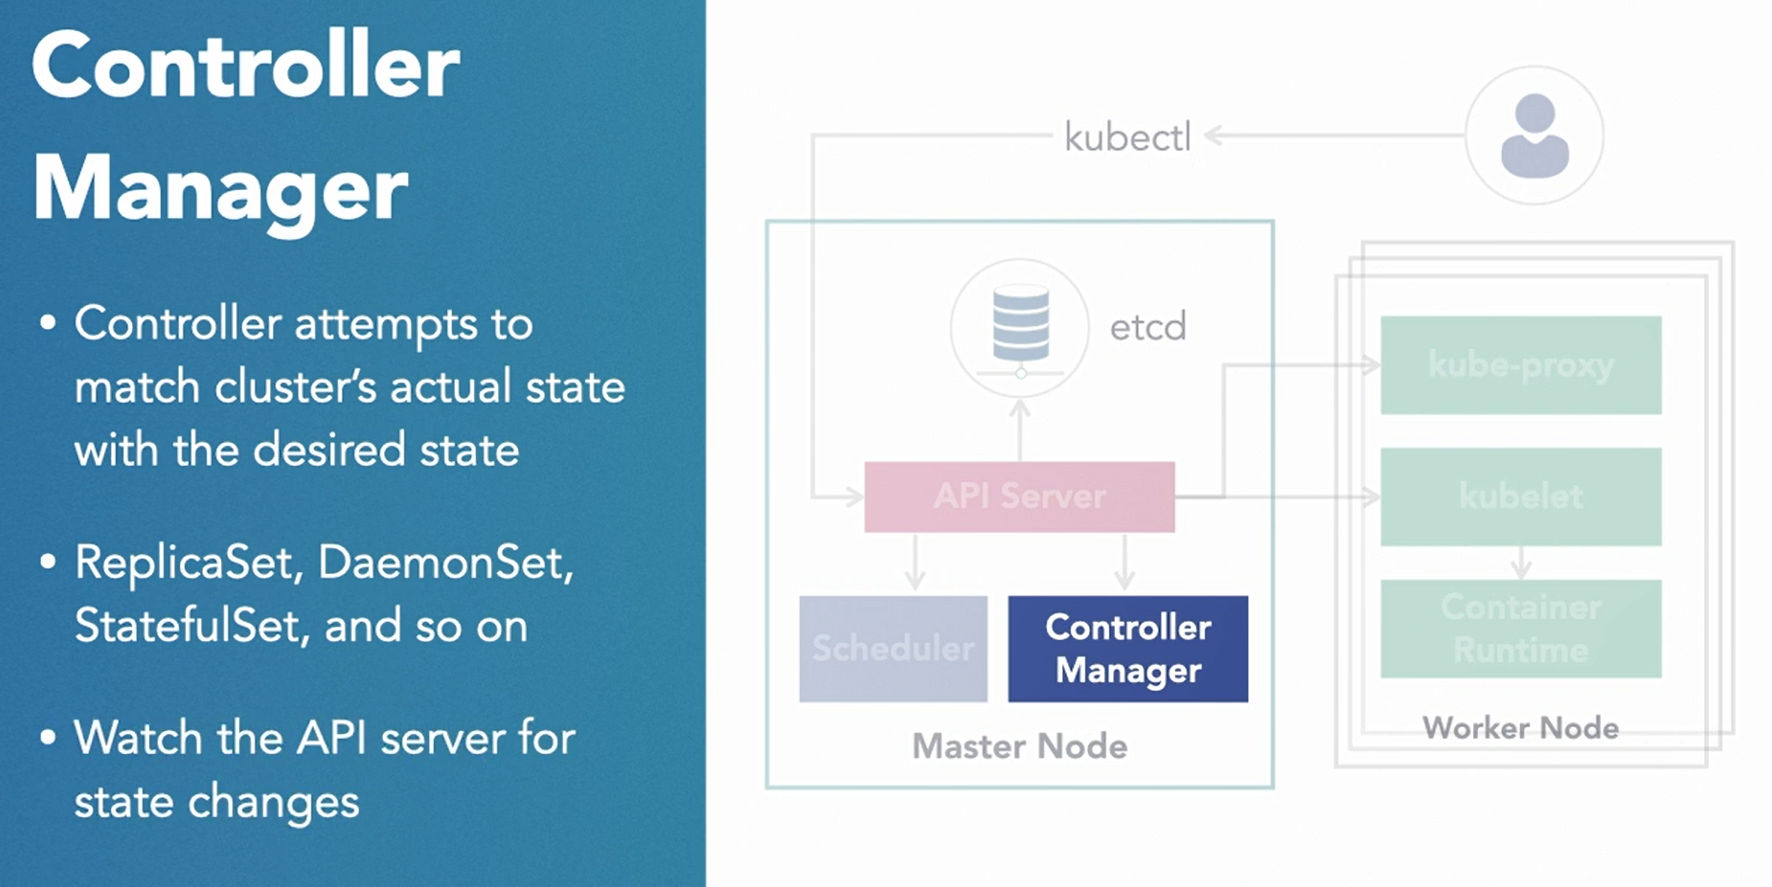 Controller
Manager
• Controller attempts to
match cluster’s actual state
with the desired state
• ReplicaSet, DaemonSet,
StatefulSet, and so on
• Watch the API server for
state changes
kubectl
etcd
API Server
Scheduler
Controller
Manager
Master Node
kube-proxy
kubelet
Container
Runtime
Worker Node